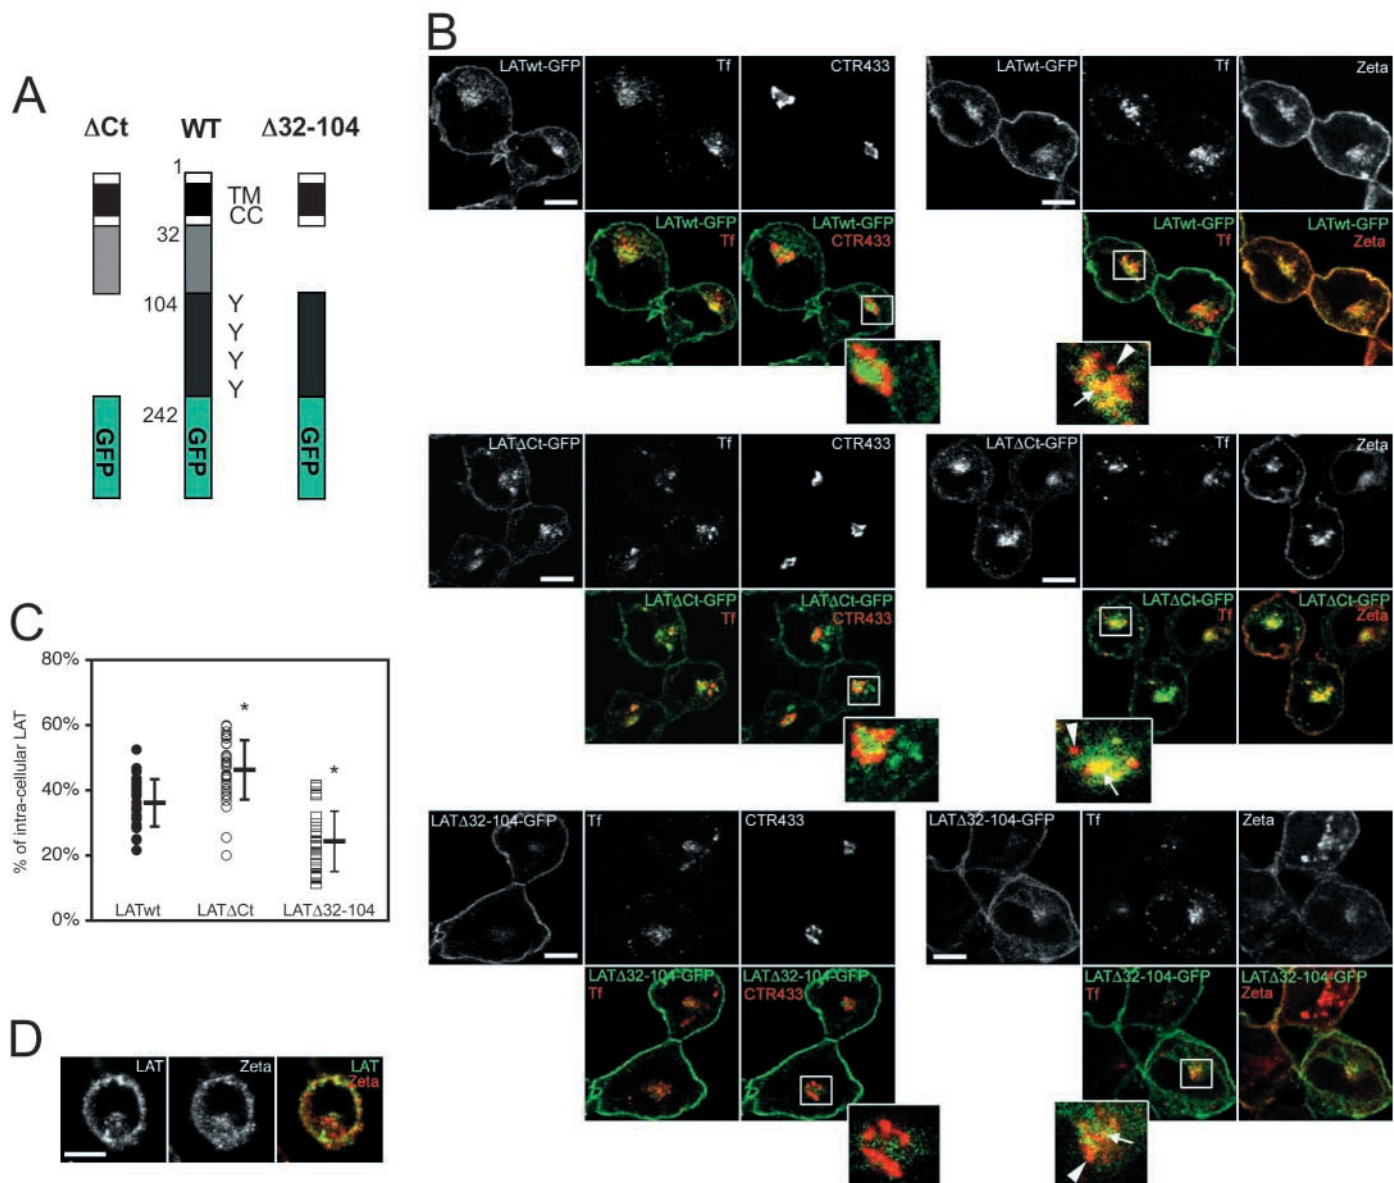 A
ΔCt
WT
Δ32-104
1
TM
CC
32
104
Y
Y
Y
Y
242
GFP
GFP
GFP
B
LATwt-GFP
Tf
CTR433
LATwt-GFP
Tf
LATwt-GFP
CTR433
LATwt-GFP
Tf
Zeta
LATwt-GFP
Tf
LATwt-GFP
Zeta
LATΔCt-GFP
Tf
CTR433
LATΔCt-GFP
Tf
LATΔCt-GFP
CTR433
LATΔCt-GFP
Tf
Zeta
LATΔCt-GFP
Tf
LATΔCt-GFP
Zeta
LATΔ32-104-GFP
Tf
CTR433
LATΔ32-104-GFP
Tf
LATΔ32-104-GFP
CTR433
LATΔ32-104-GFP
Tf
Zeta
LATΔ32-104-GFP
Tf
LATΔ32-104-GFP
Zeta
C
% of intra-cellular LAT
80%
60%
40%
20%
0%
*
*
LATwt
LATΔCt
LATΔ32-104
D
LAT
Zeta
LAT
Zeta